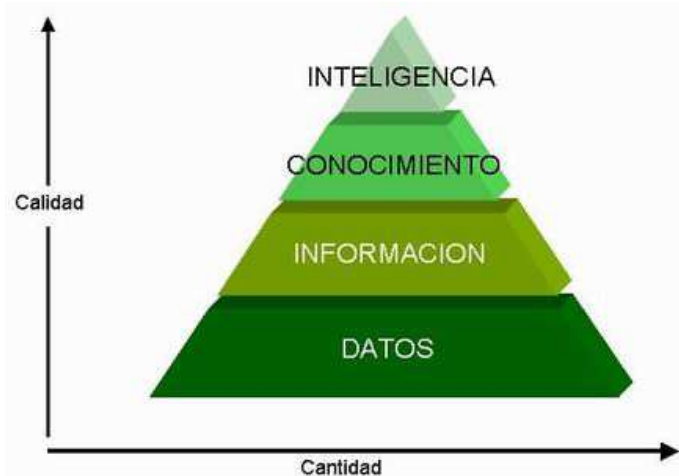 INTELIGENCIA
CONOCIMIENTO
Calidad
INFORMACION
DATOS
Cantidad